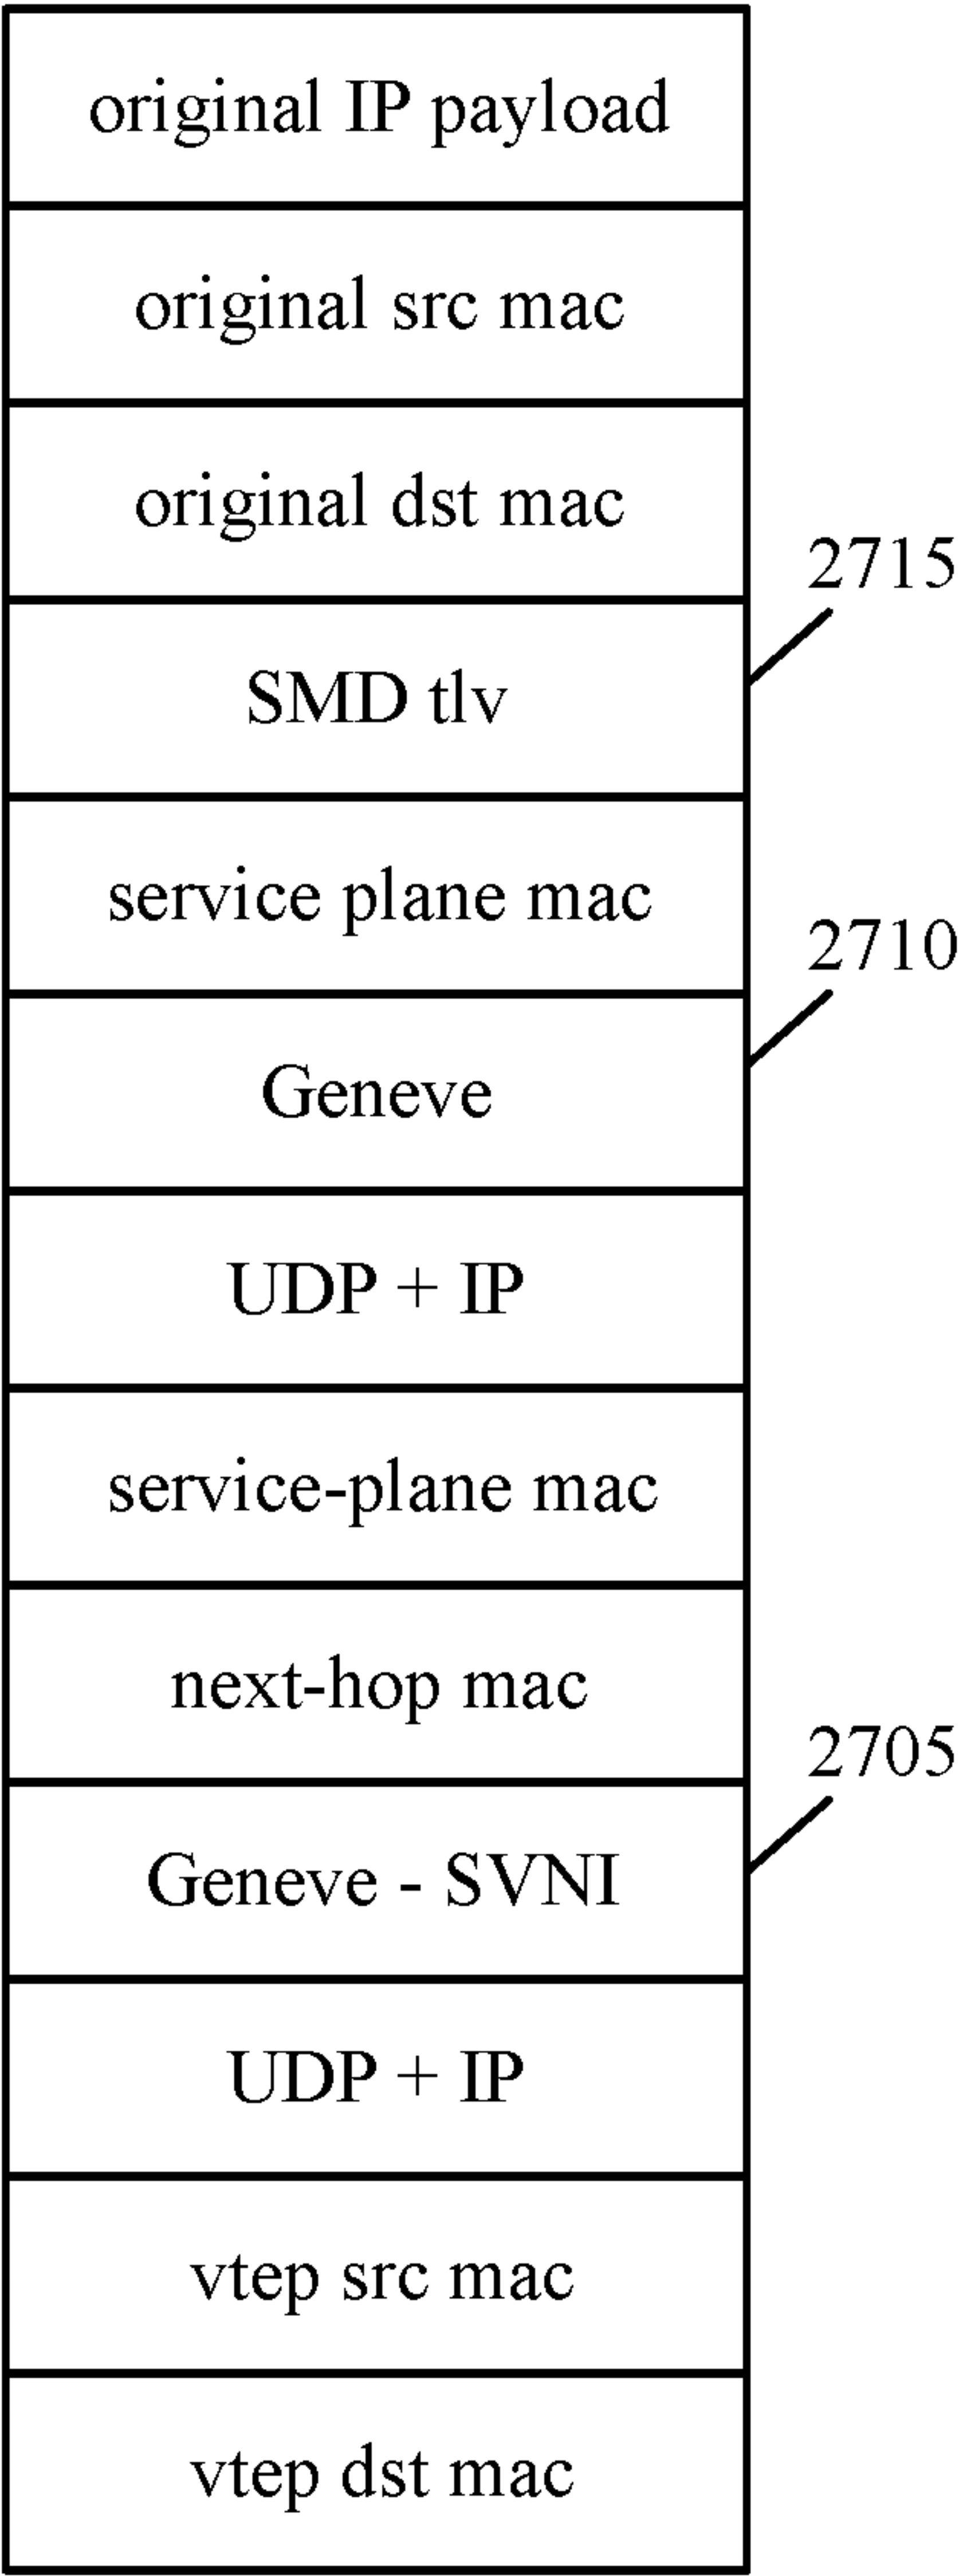 original IP payload
original src mac
original dst mac
2715
SMD tlv
service plane mac
2710
Geneve
UDP + IP
service-plane mac
next-hop mac
2705
Geneve - SVNI
UDP + IP
vtep src mac
vtep dst mac